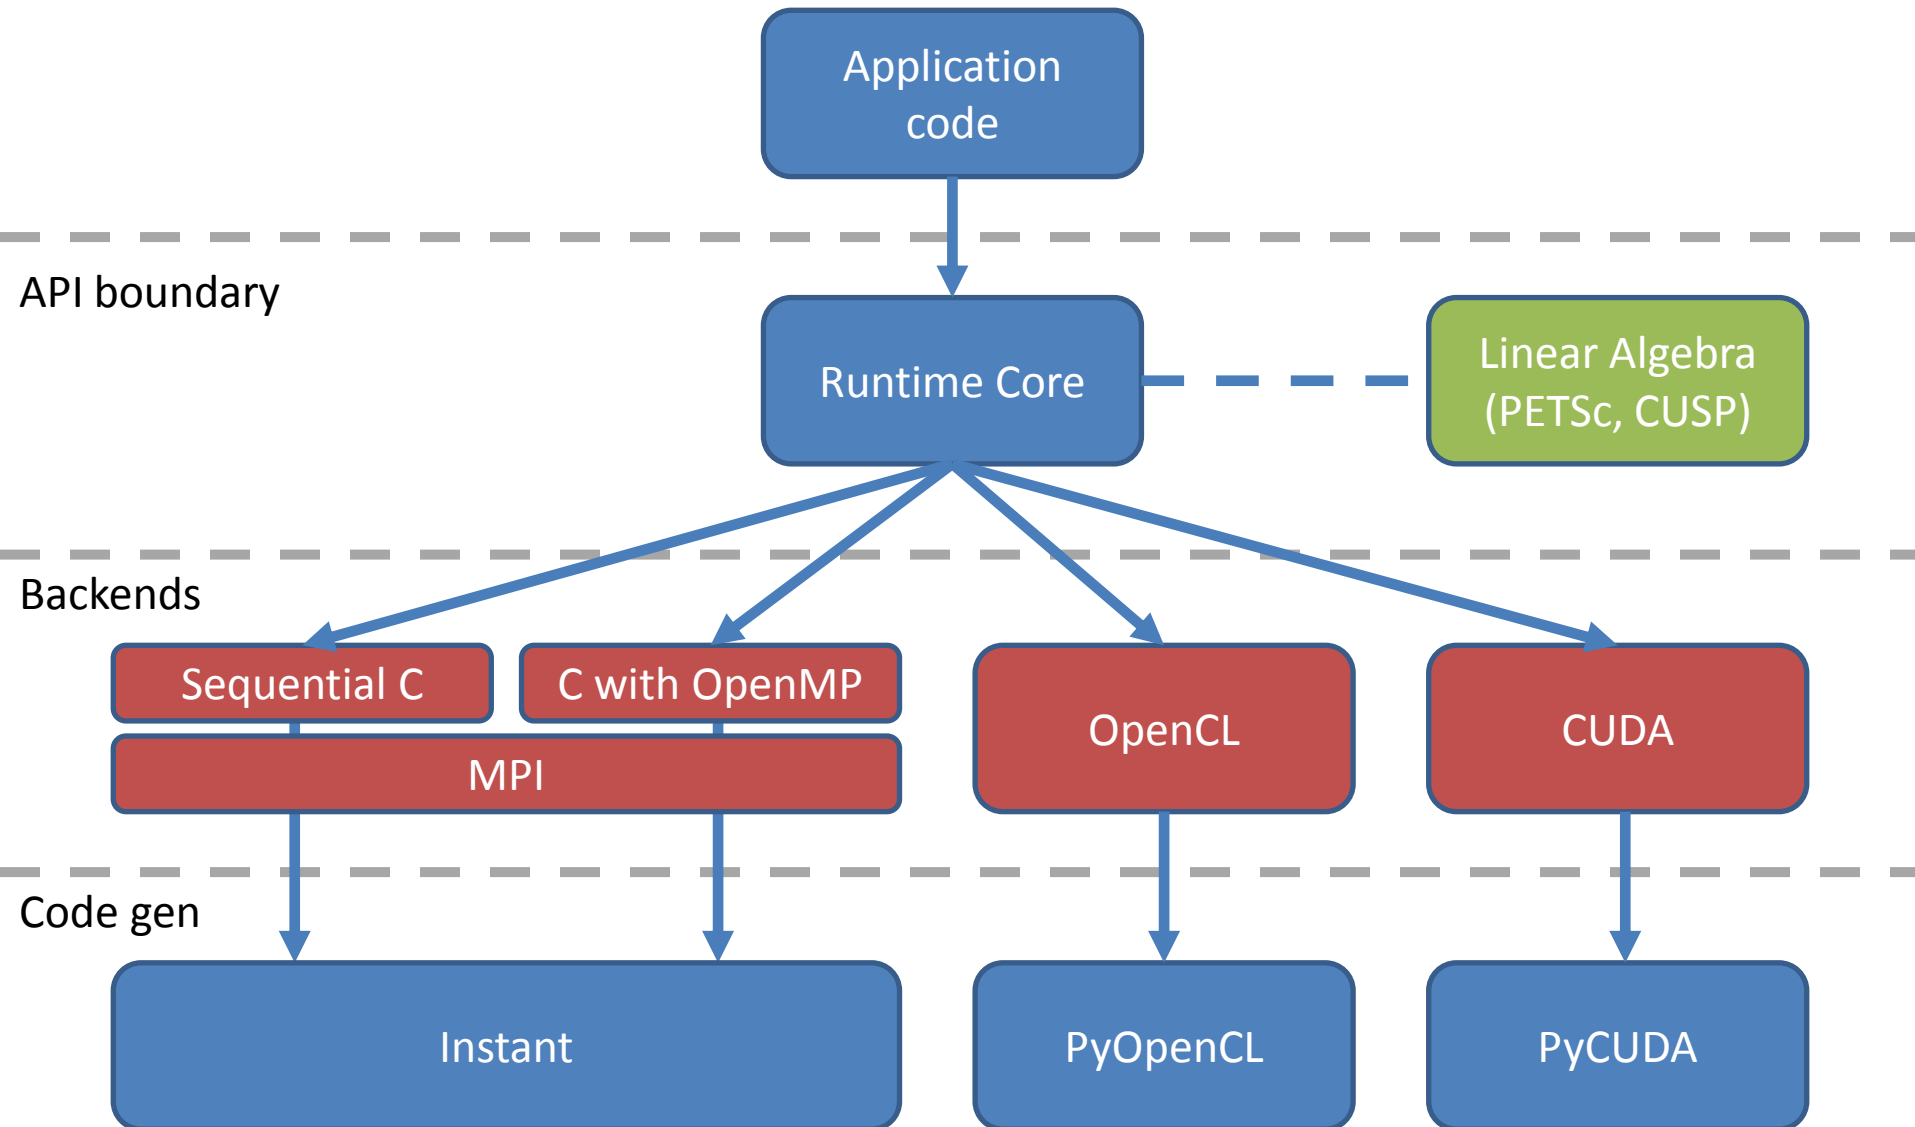 Application
code
API boundary
Runtime Core
Linear Algebra
(PETSc, CUSP)
Backends
Sequential C
C with OpenMP
OpenCL
CUDA
MPI
Code gen
Instant
PyOpenCL
PyCUDA